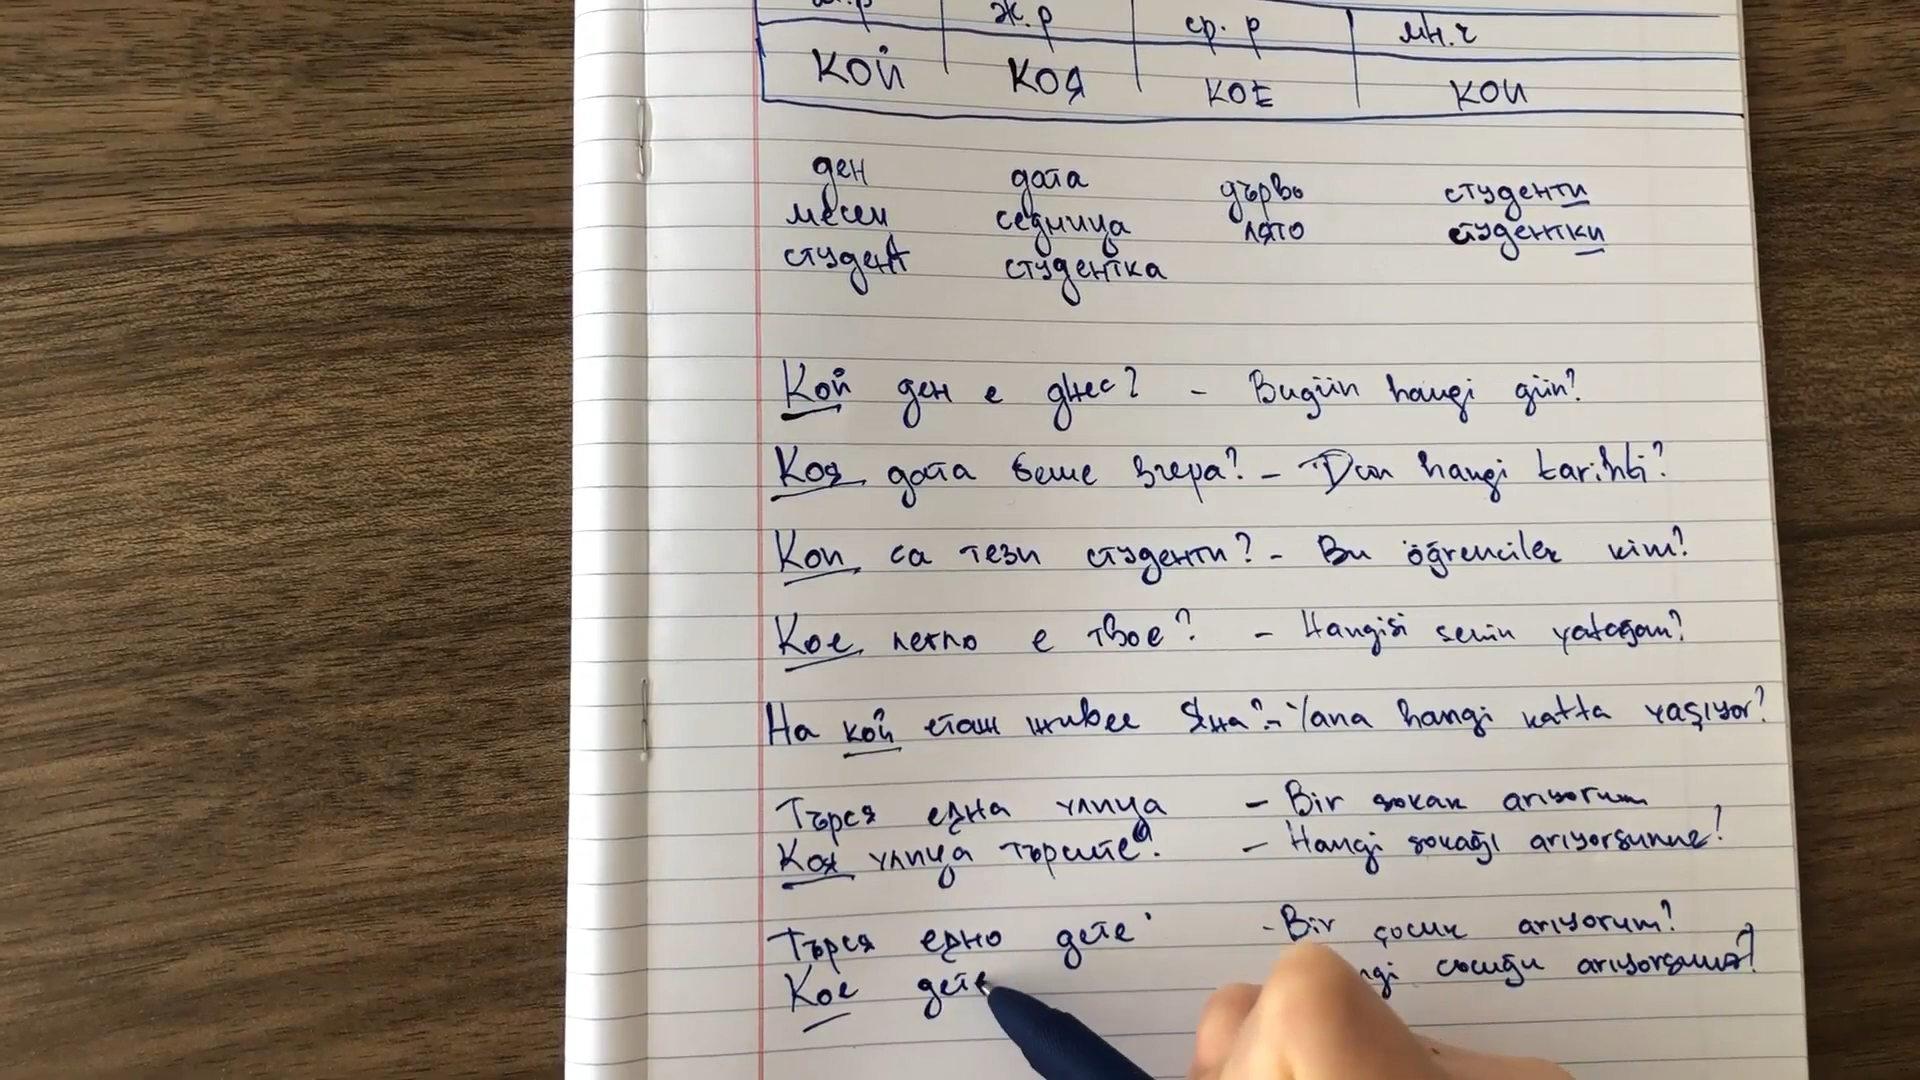 ж.р ср. р мн.ч
КОЙ КОЯ КОЕ КОИ
ден дата дърво студенти
месец седмица лято студентки
студент студентка
Кой ден е днес? - Bugün hangi gün?
Коя дата беше вчера? - Dün hangi tarihti?
Кои са тези студенти? - Bu öğrenciler kim?
Кое легло е твое? - Hangisi senin yatağın?
На кой етаж живее Яна? - Yana hangi katta yaşıyor?
Търся една улица - Bir sokak arıyorum
Коя улица търсите? - Hangi sokağı arıyorsunuz?
Търся едно дете - Bir çocuk arıyorum?
Кое дете çocuğu arıyorsunuz?